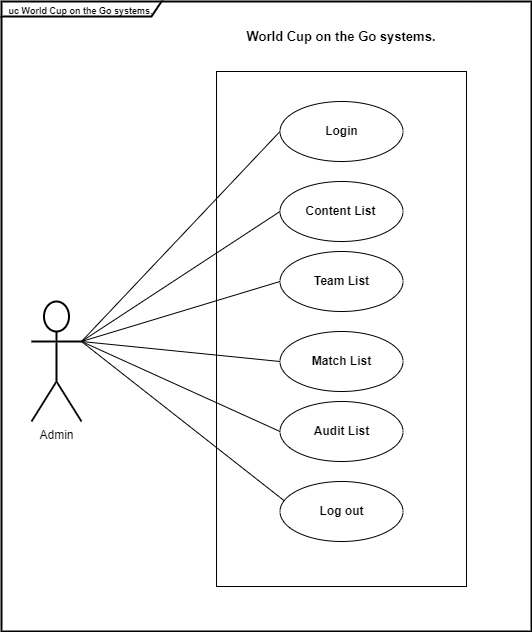 uc World Cup on the Go systems.
World Cup on the Go systems.
Login
Content List
Team List
Match List
Audit List
Log out
Admin